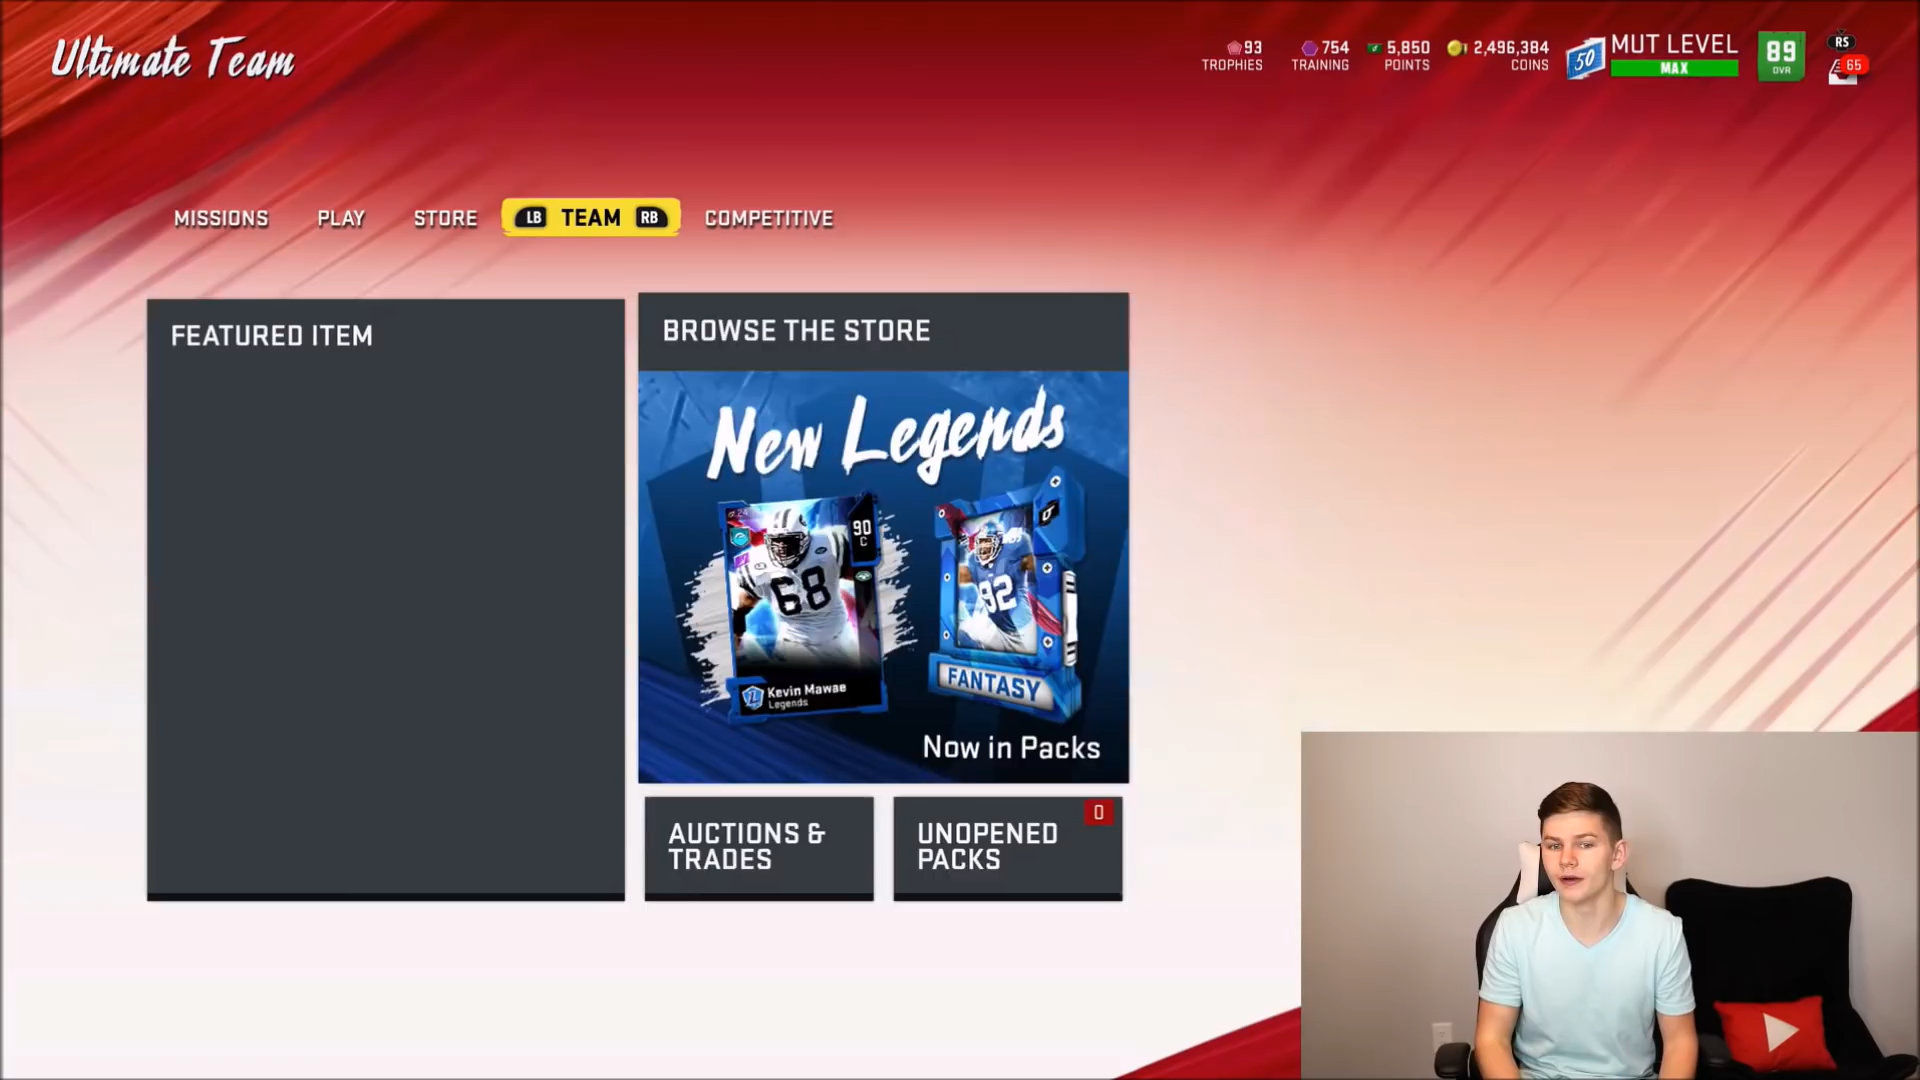 Ultimate Team
93
TROPHIES
754
TRAINING
5,850
POINTS
2,496,384
COINS
50
MUT LEVEL
MAX
89
OVR
RS
65
MISSIONS
PLAY
STORE
LB TEAM RB
COMPETITIVE
FEATURED ITEM
BROWSE THE STORE
New Legends
90
C
68
Kevin Mawae
Legends
92
FANTASY
Now in Packs
AUCTIONS &
TRADES
UNOPENED
PACKS
0